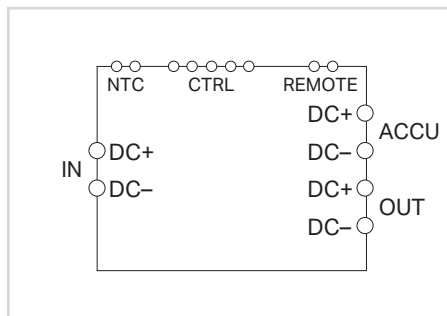 NTC CTRL REMOTE
DC+ ACCU
DC–
IN DC+ DC+ OUT
DC– DC–